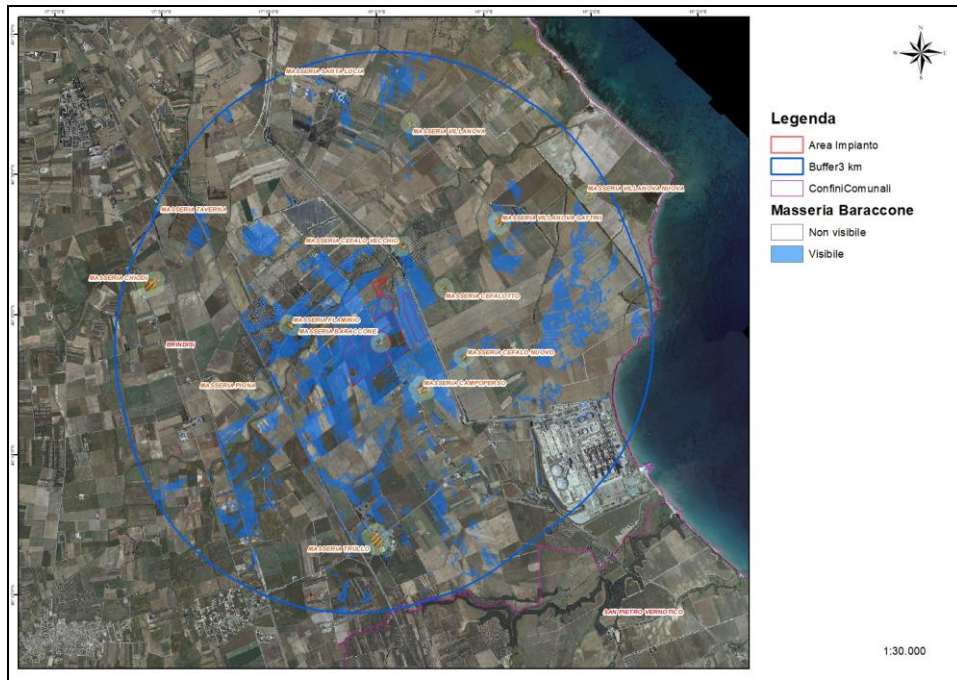 MASSERIA SANTA LUCIA
MASSERIA VILLANOVA
MASSERIA VILLANOVA NUOVA
MASSERIA TAVERNA
MASSERIA VILLANOVA GATTINI
MASSERIA CEFALO VECCHIO
MASSERIA CHIODI
MASSERIA CEFALOTTO
MASSERIA FLAMINIO
MASSERIA BARACCONE
BRINDISI
MASSERIA CEFALO NUOVO
MASSERIA PIGNA
MASSERIA CAMPOPERSO
MASSERIA TRULLO
SAN PIETRO VERNOTICO
N
W
E
S
Legenda
Area Impianto
Buffer3 km
ConfiniComunali
Masseria Baraccone
Non visibile
Visibile
1:30.000